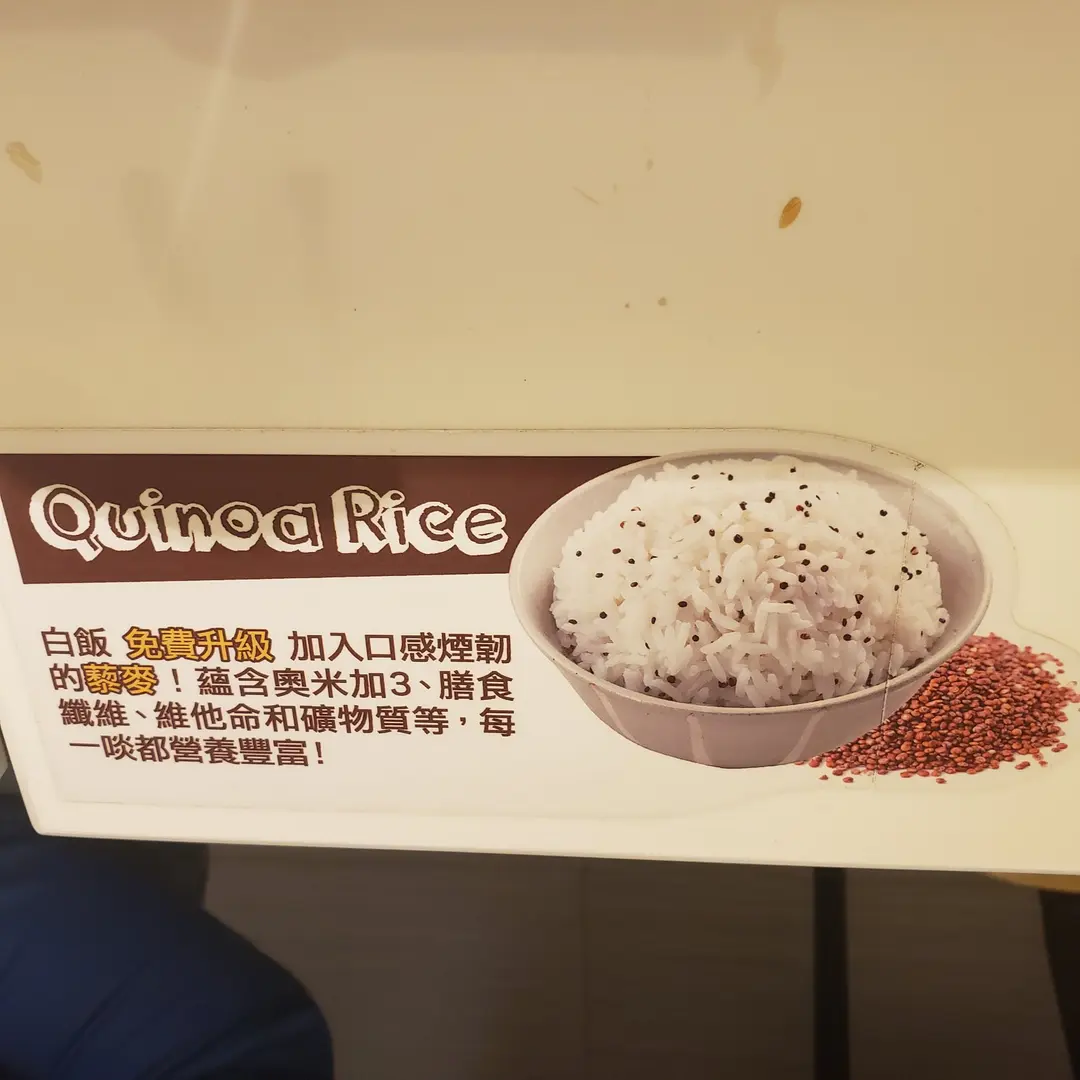 Quinoa Rice
白飯 免費升級 加入口感煙韌
的藜麥！蘊含奧米加3、膳食
纖維、維他命和礦物質等，每
一啖都營養豐富！